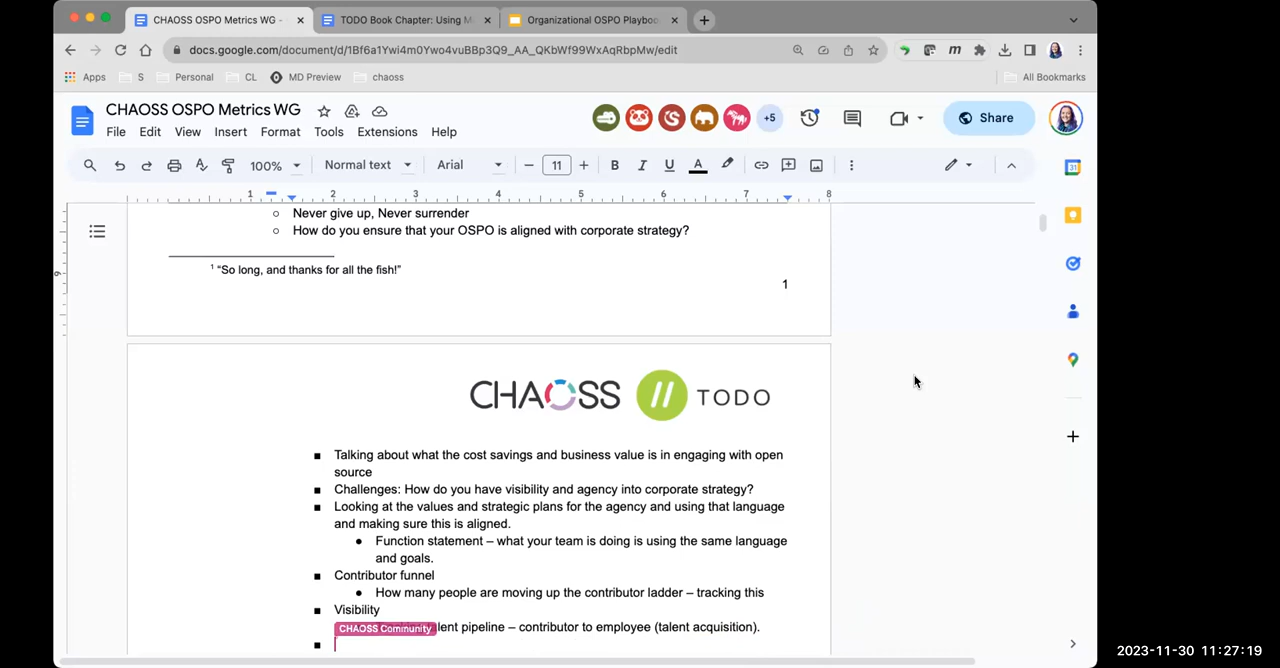 CHAOSS OSPO Metrics WG -
TODO Book Chapter: Using M
Organizational OSPO Playboo
docs.google.com/document/d/1Bf6a1Ywi4m0Ywo4vuBBp3Q9_AA_QKbWf99WxAqRbpMw/edit
Apps
S
Personal
CL
MD Preview
chaoss
All Bookmarks
CHAOSS OSPO Metrics WG
+5
Share
File Edit View Insert Format Tools Extensions Help
100% Normal text Arial 11 B I U A
1 2 3 4 5 6 7 8
Never give up, Never surrender
How do you ensure that your OSPO is aligned with corporate strategy?
1 "So long, and thanks for all the fish!"
1
CHAOSS // TODO
Talking about what the cost savings and business value is in engaging with open
source
Challenges: How do you have visibility and agency into corporate strategy?
Looking at the values and strategic plans for the agency and using that language
and making sure this is aligned.
Function statement – what your team is doing is using the same language
and goals.
Contributor funnel
How many people are moving up the contributor ladder – tracking this
Visibility
CHAOSS Community
pipeline – contributor to employee (talent acquisition).
2023-11-30 11:27:19